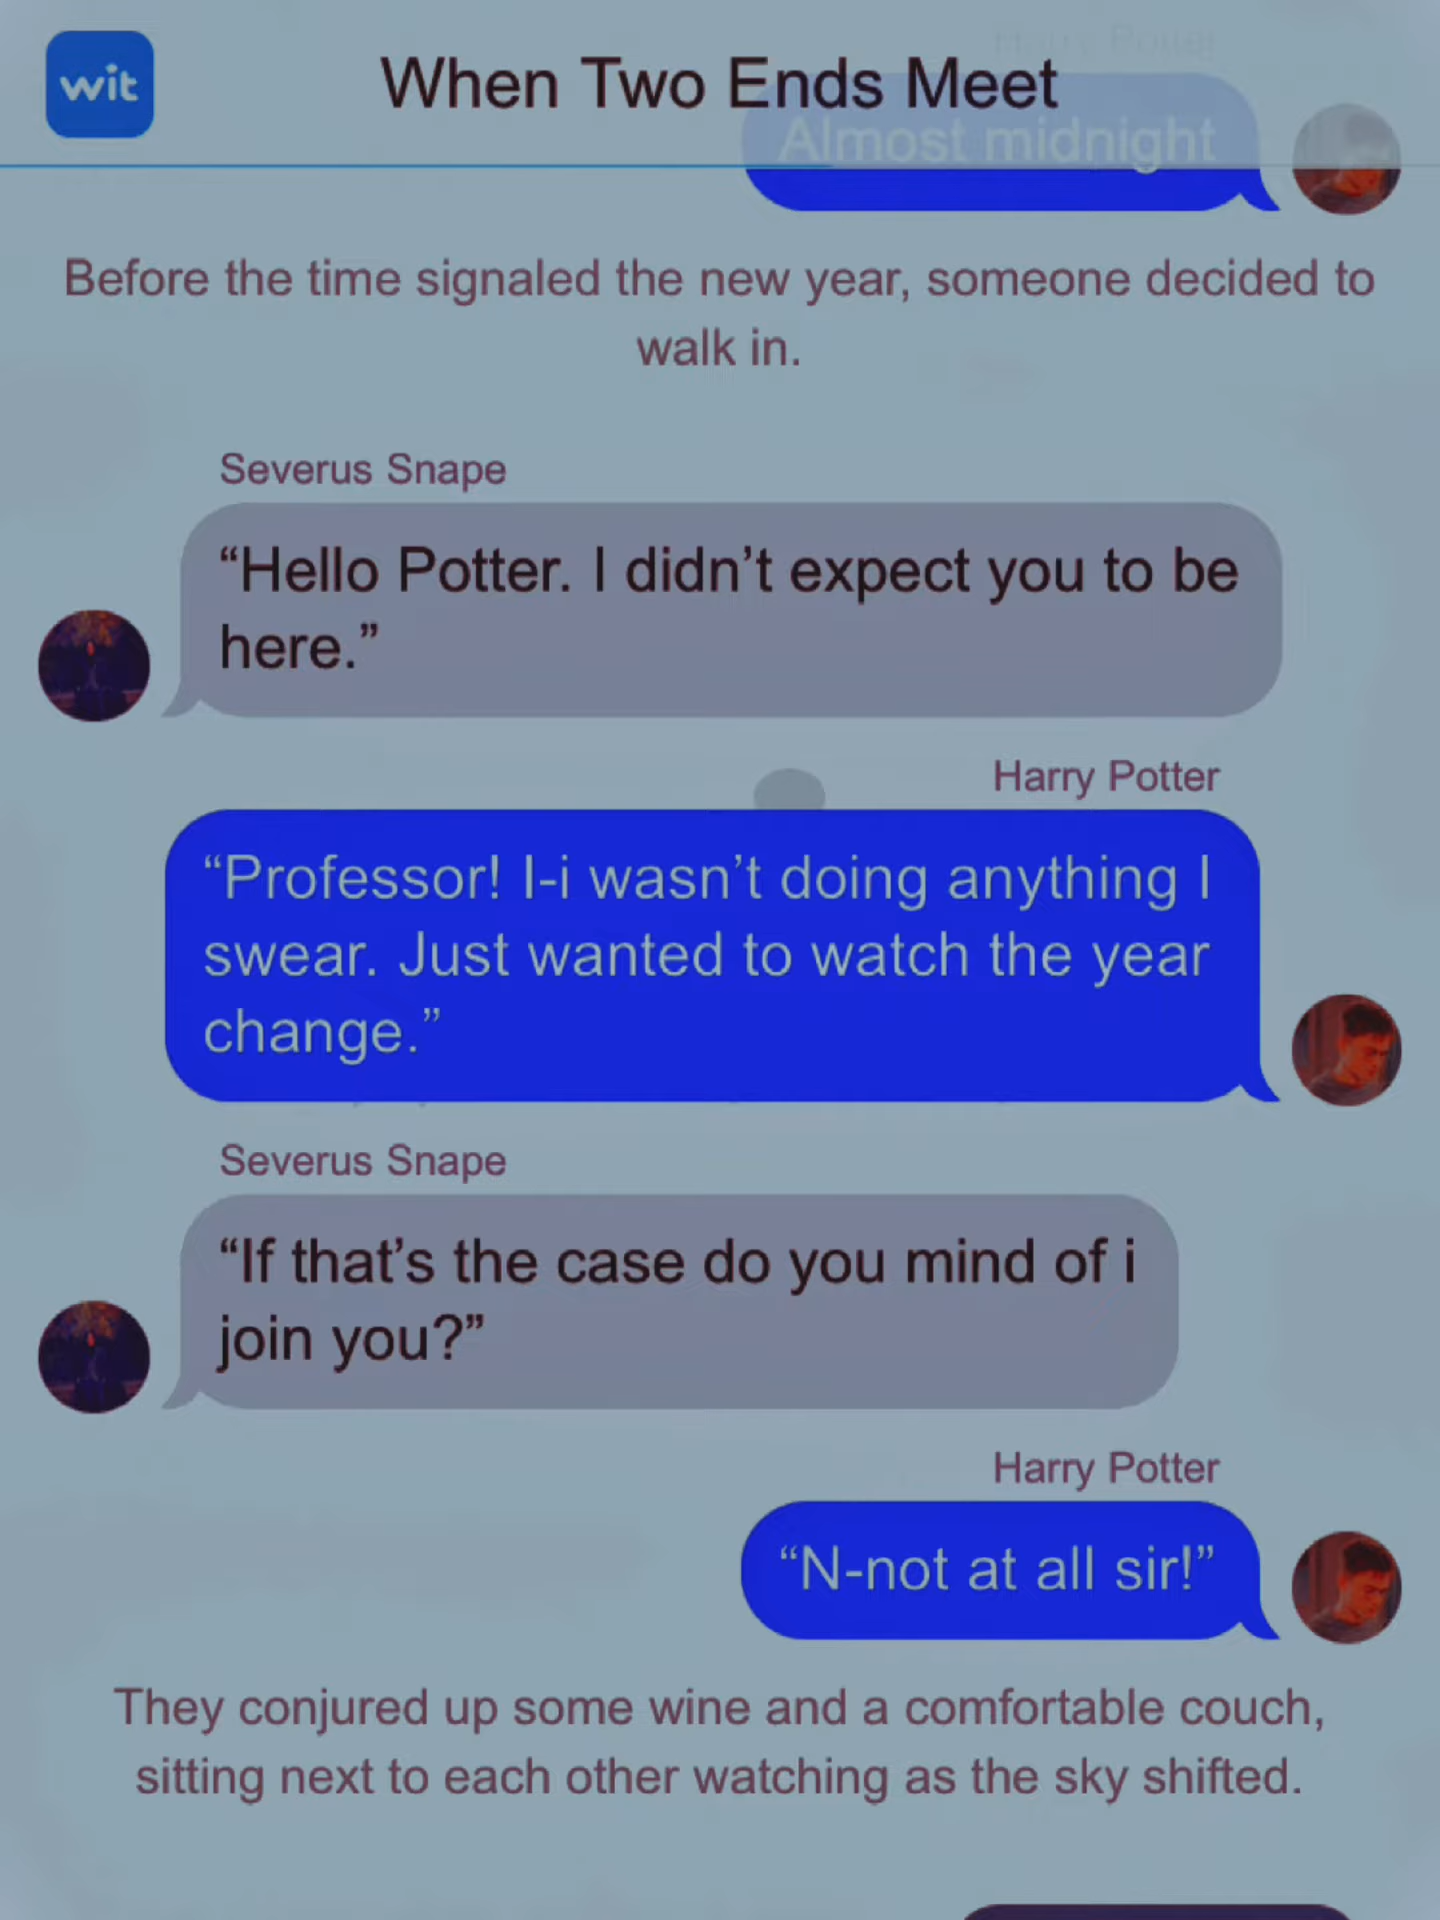 Harry Potter
wit
When Two Ends Meet
Almost midnight
Before the time signaled the new year, someone decided to
walk in.
Severus Snape
“Hello Potter. I didn’t expect you to be
here.”
Harry Potter
“Professor! I-i wasn’t doing anything I
swear. Just wanted to watch the year
change.”
Severus Snape
“If that’s the case do you mind of i
join you?”
Harry Potter
“N-not at all sir!”
They conjured up some wine and a comfortable couch,
sitting next to each other watching as the sky shifted.